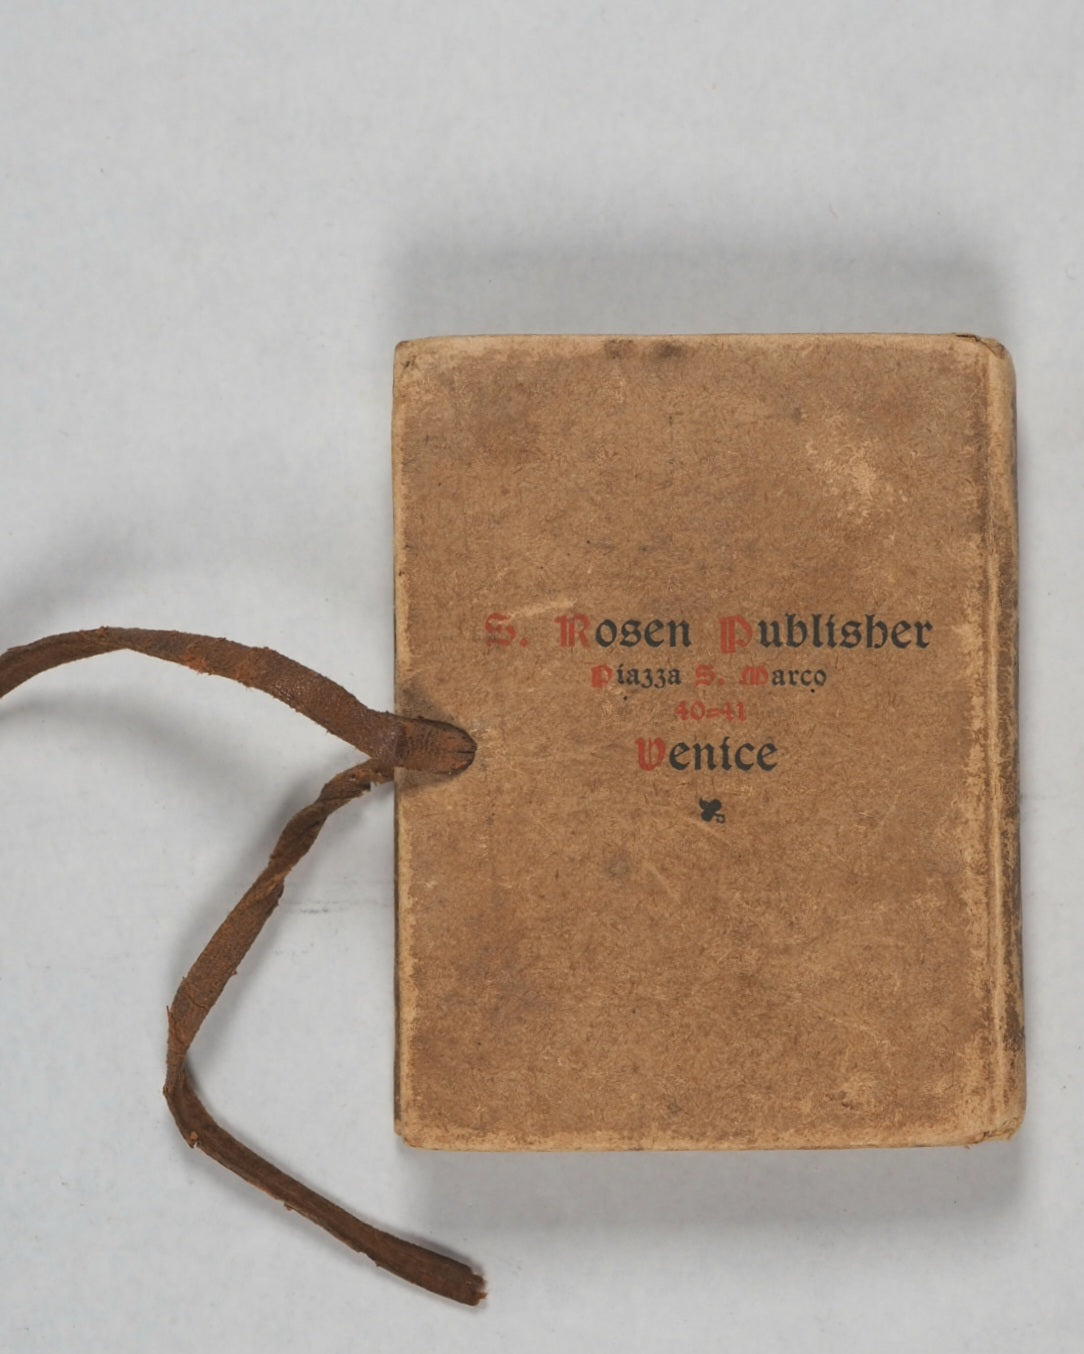 S. Rosen Publisher
Piazza S. Marco
40-41
Venice